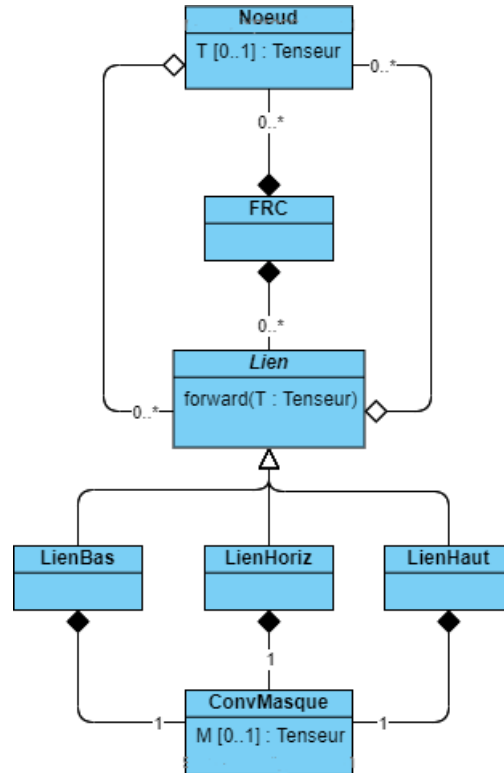 Noeud
T [0..1] : Tenseur
0..*
0..*
FRC
0..*
Lien
forward(T : Tenseur)
0..*
LienBas
LienHoriz
LienHaut
1
ConvMasque
M [0..1] : Tenseur
1
1